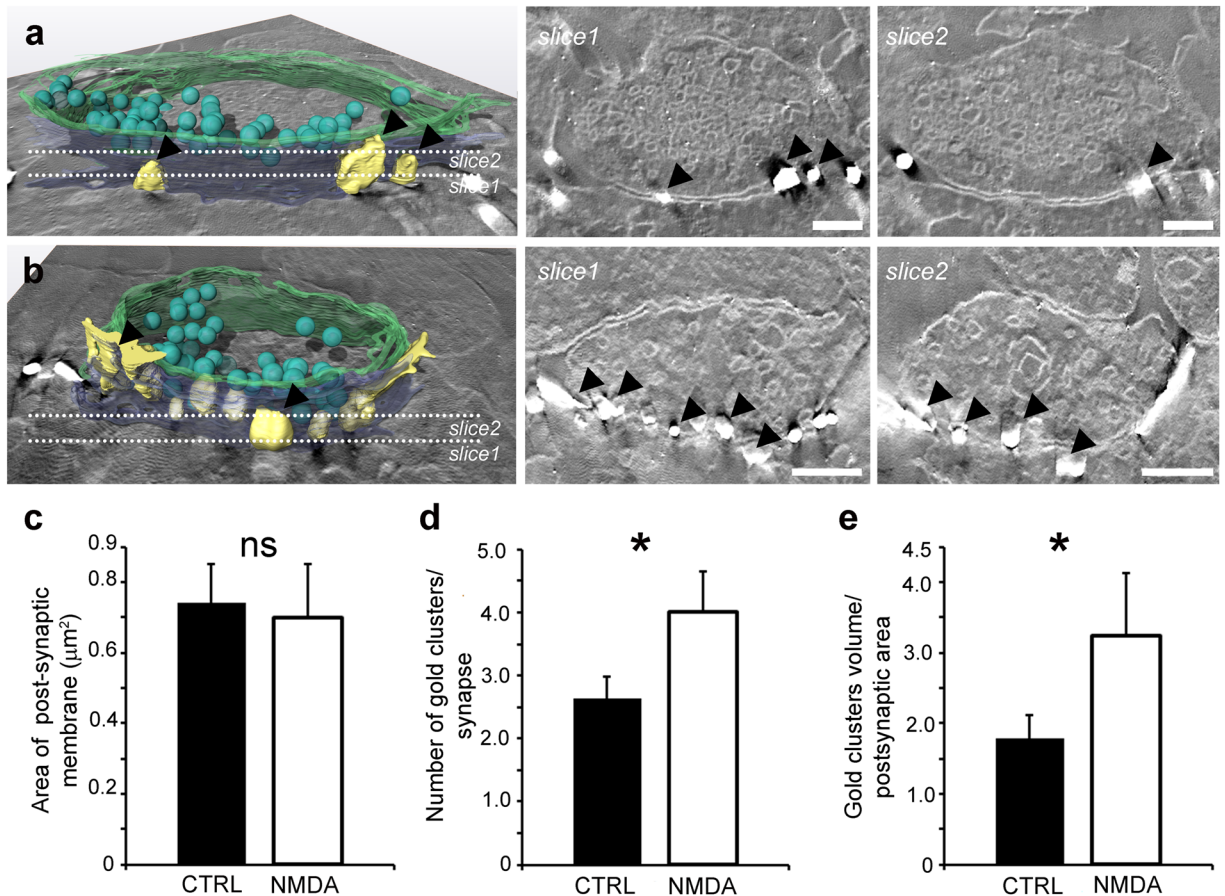 a
slice2
slice1
slice1
slice2
b
slice2
slice1
slice1
slice2
c
ns
Area of post-synaptic
membrane (μm²)
0.9
0.8
0.6
0.4
0.2
0
CTRL NMDA
d
*
Number of gold clusters/
synapse
5.0
4.0
3.0
2.0
1.0
0
CTRL NMDA
e
*
Gold clusters volume/
postsynaptic area
4.5
4.0
3.0
2.0
1.0
0
CTRL NMDA